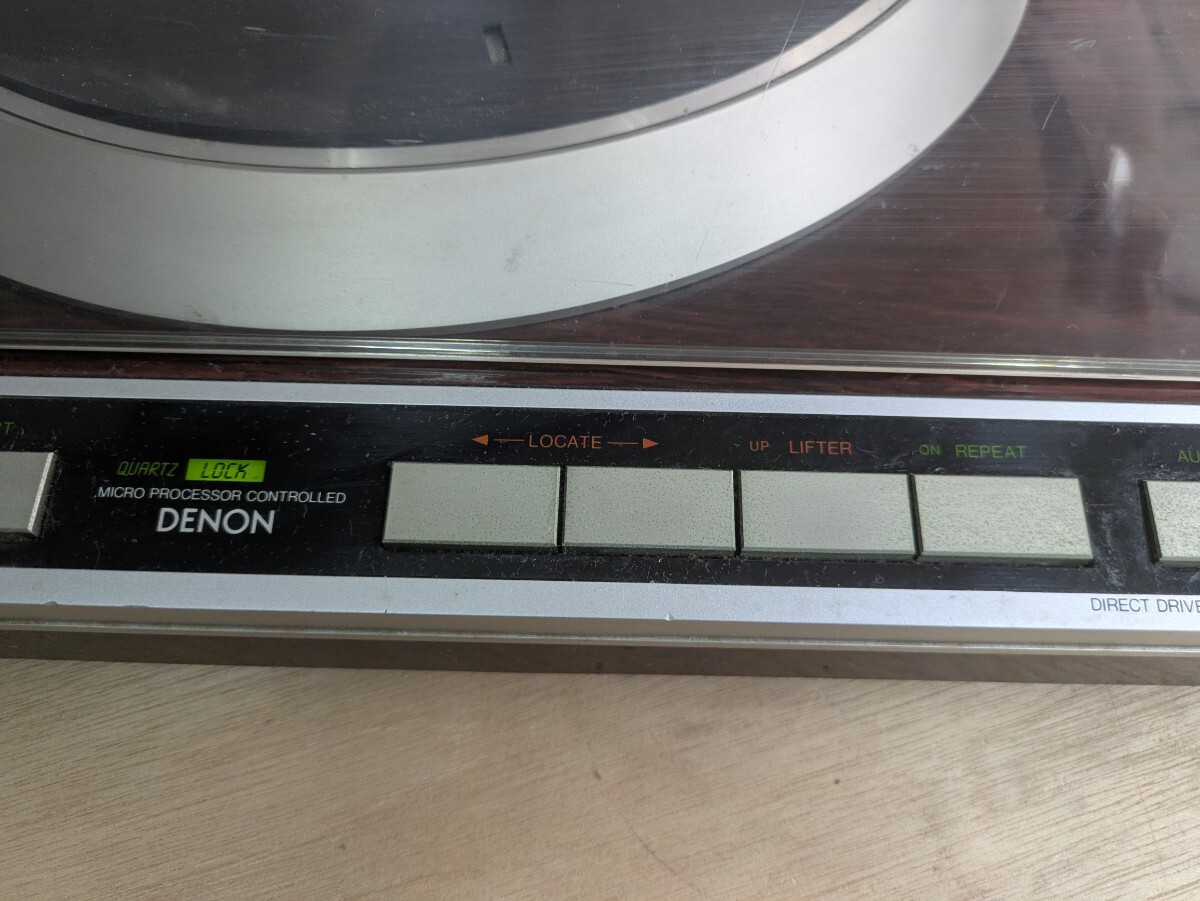 ◄— LOCATE —►
UP LIFTER
ON REPEAT
QUARTZ LOCK
MICRO PROCESSOR CONTROLLED
DENON
DIRECT DRIVE